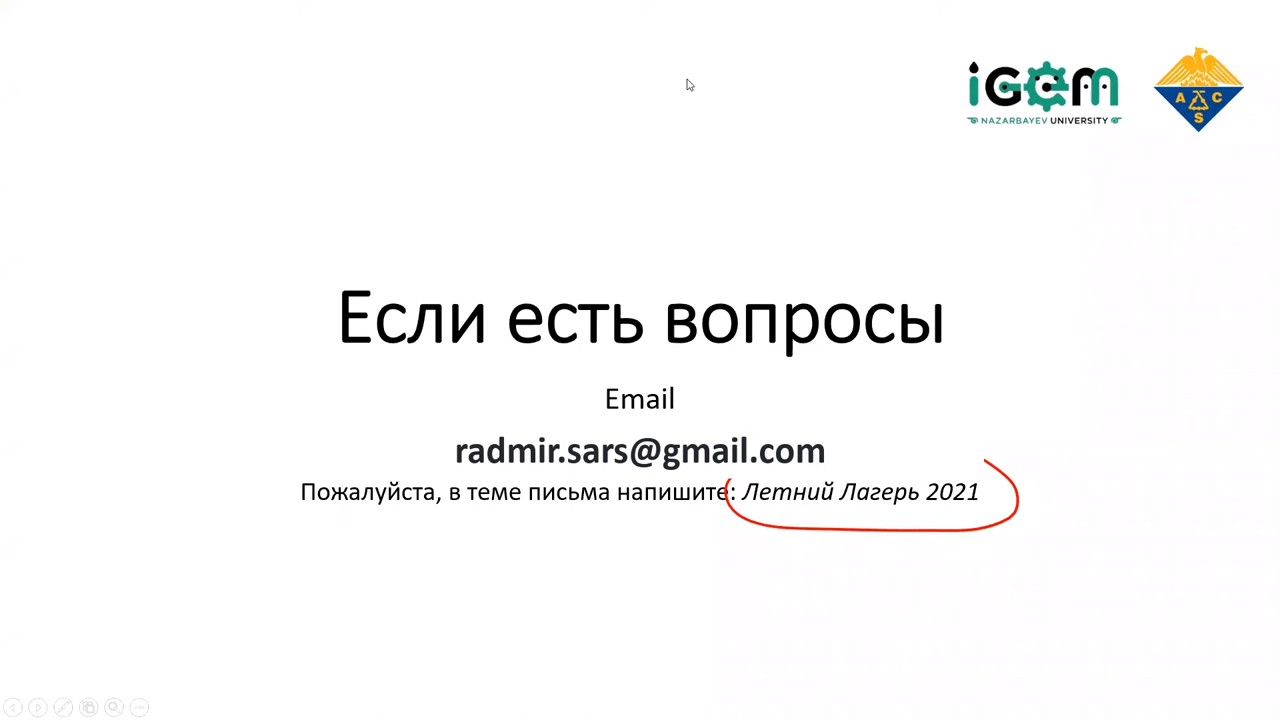 iGem
NAZARBAYEV UNIVERSITY
A C
S
Если есть вопросы
Email
radmir.sars@gmail.com
Пожалуйста, в теме письма напишите: Летний Лагерь 2021